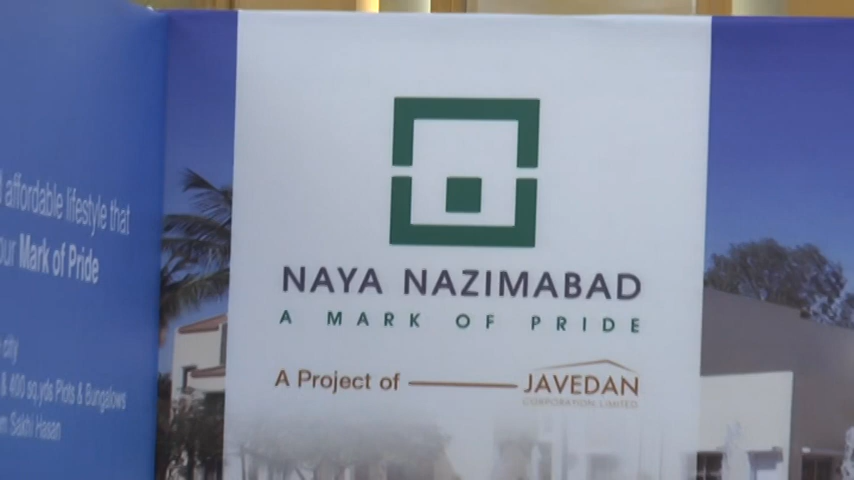 affordable lifestyle that
our Mark of Pride
city
& 400 sq.yds Plots & Bungalows
Sakhi Hasan
NAYA NAZIMABAD
A MARK OF PRIDE
A Project of JAVEDAN
CORPORATION LIMITED